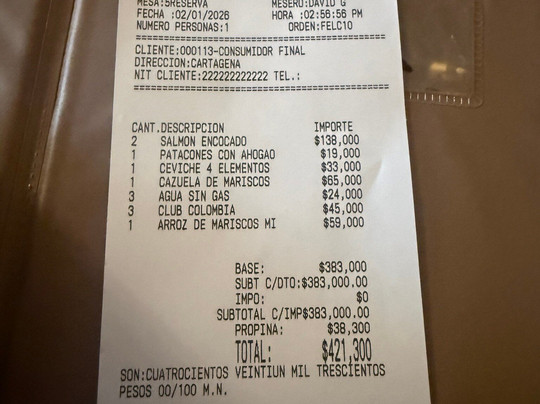 MESA:5RESERVA MESERO:DAVID G
FECHA :02/01/2026 HORA :02:56:56 PM
NUMERO PERSONAS:1 ORDEN:FELC10
CLIENTE:000113-CONSUMIDOR FINAL
DIRECCION:CARTAGENA
NIT CLIENTE:222222222222 TEL.:
CANT.DESCRIPCION IMPORTE
2 SALMON ENCOCADO $138,000
1 PATACONES CON AHOGAO $19,000
1 CEVICHE 4 ELEMENTOS $33,000
1 CAZUELA DE MARISCOS $65,000
3 AGUA SIN GAS $24,000
3 CLUB COLOMBIA $45,000
1 ARROZ DE MARISCOS MI $59,000
BASE: $383,000
SUBT C/DTO:$383,000.00
IMPO: $0
SUBTOTAL C/IMP$383,000.00
PROPINA: $38,300
TOTAL: $421,300
SON:CUATROCIENTOS VEINTIUN MIL TRESCIENTOS
PESOS 00/100 M.N.